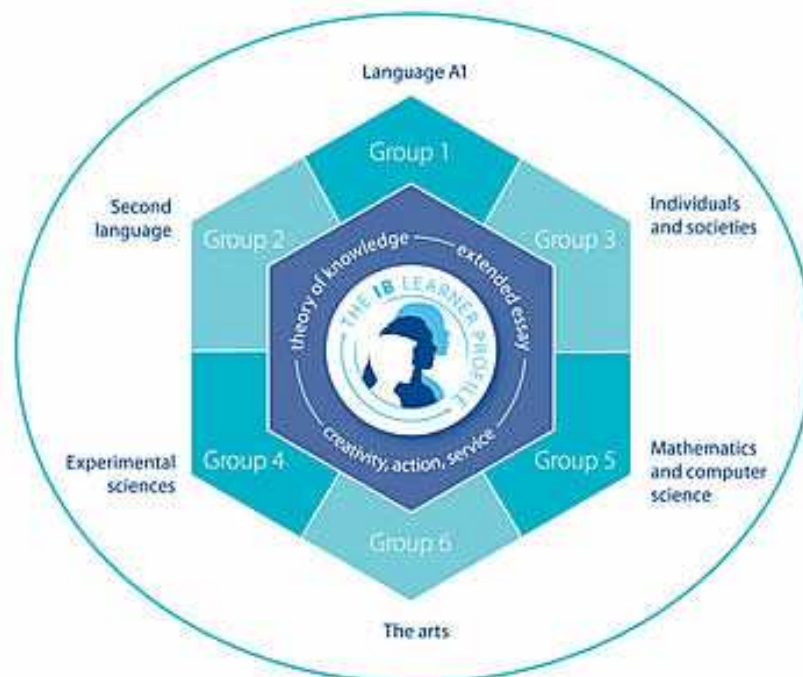 Language A1
Group 1
Second
language
Group 2
Group 3
Individuals
and societies
theory of knowledge
extended essay
THE IB LEARNER PROFILE
creativity, action, service
Experimental
sciences
Group 4
Group 5
Mathematics
and computer
science
Group 6
The arts